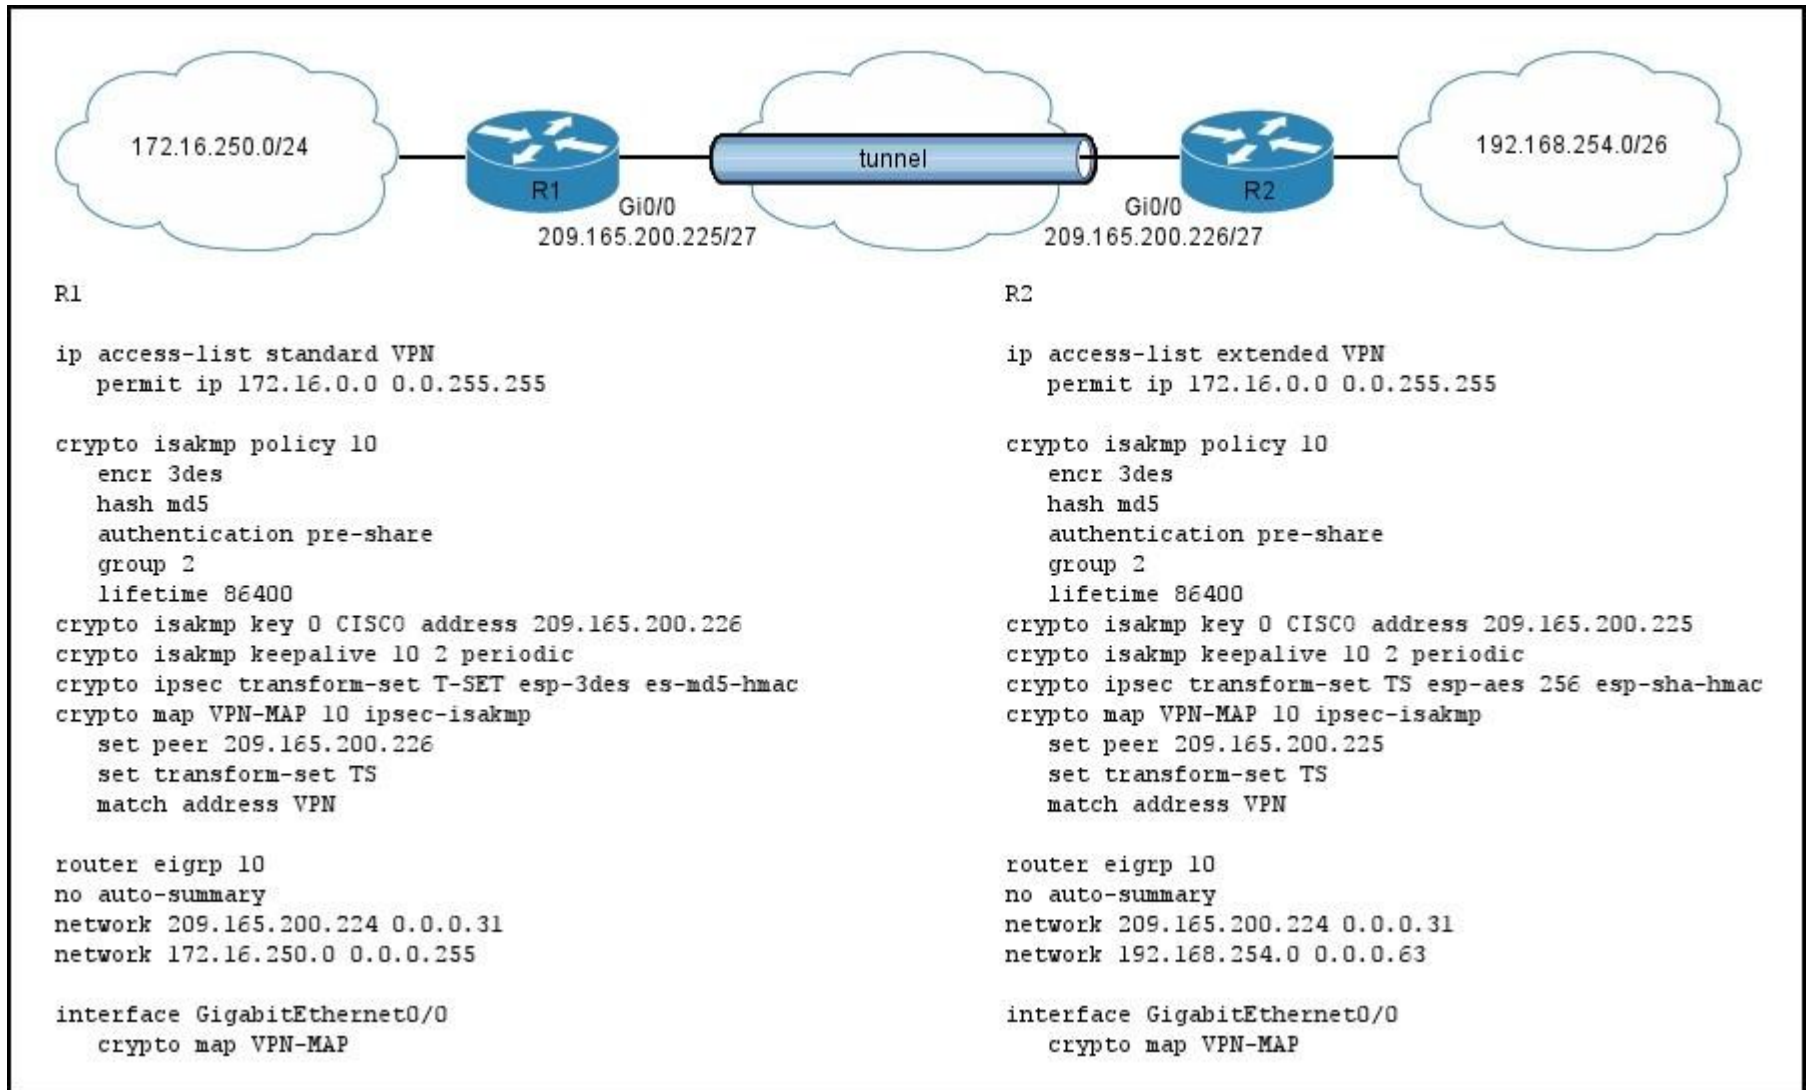 172.16.250.0/24
tunnel
192.168.254.0/26
R1
R2
Gi0/0
209.165.200.225/27
Gi0/0
209.165.200.226/27
R1
ip access-list standard VPN
permit ip 172.16.0.0 0.0.255.255
crypto isakmp policy 10
encr 3des
hash md5
authentication pre-share
group 2
lifetime 86400
crypto isakmp key 0 CISCO address 209.165.200.226
crypto isakmp keepalive 10 2 periodic
crypto ipsec transform-set T-SET esp-3des es-md5-hmac
crypto map VPN-MAP 10 ipsec-isakmp
set peer 209.165.200.226
set transform-set TS
match address VPN
router eigrp 10
no auto-summary
network 209.165.200.224 0.0.0.31
network 172.16.250.0 0.0.0.255
interface GigabitEthernet0/0
crypto map VPN-MAP
R2
ip access-list extended VPN
permit ip 172.16.0.0 0.0.255.255
crypto isakmp policy 10
encr 3des
hash md5
authentication pre-share
group 2
lifetime 86400
crypto isakmp key 0 CISCO address 209.165.200.225
crypto isakmp keepalive 10 2 periodic
crypto ipsec transform-set TS esp-aes 256 esp-sha-hmac
crypto map VPN-MAP 10 ipsec-isakmp
set peer 209.165.200.225
set transform-set TS
match address VPN
router eigrp 10
no auto-summary
network 209.165.200.224 0.0.0.31
network 192.168.254.0 0.0.0.63
interface GigabitEthernet0/0
crypto map VPN-MAP